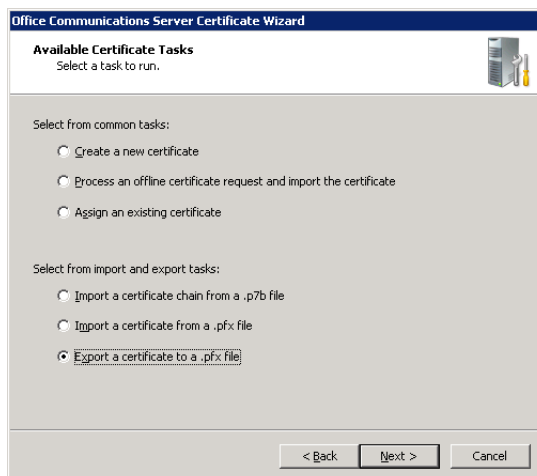 Office Communications Server Certificate Wizard
Available Certificate Tasks
Select a task to run.
Select from common tasks:
Create a new certificate
Process an offline certificate request and import the certificate
Assign an existing certificate
Select from import and export tasks:
Import a certificate chain from a .p7b file
Import a certificate from a .pfx file
Export a certificate to a .pfx file
< Back Next > Cancel